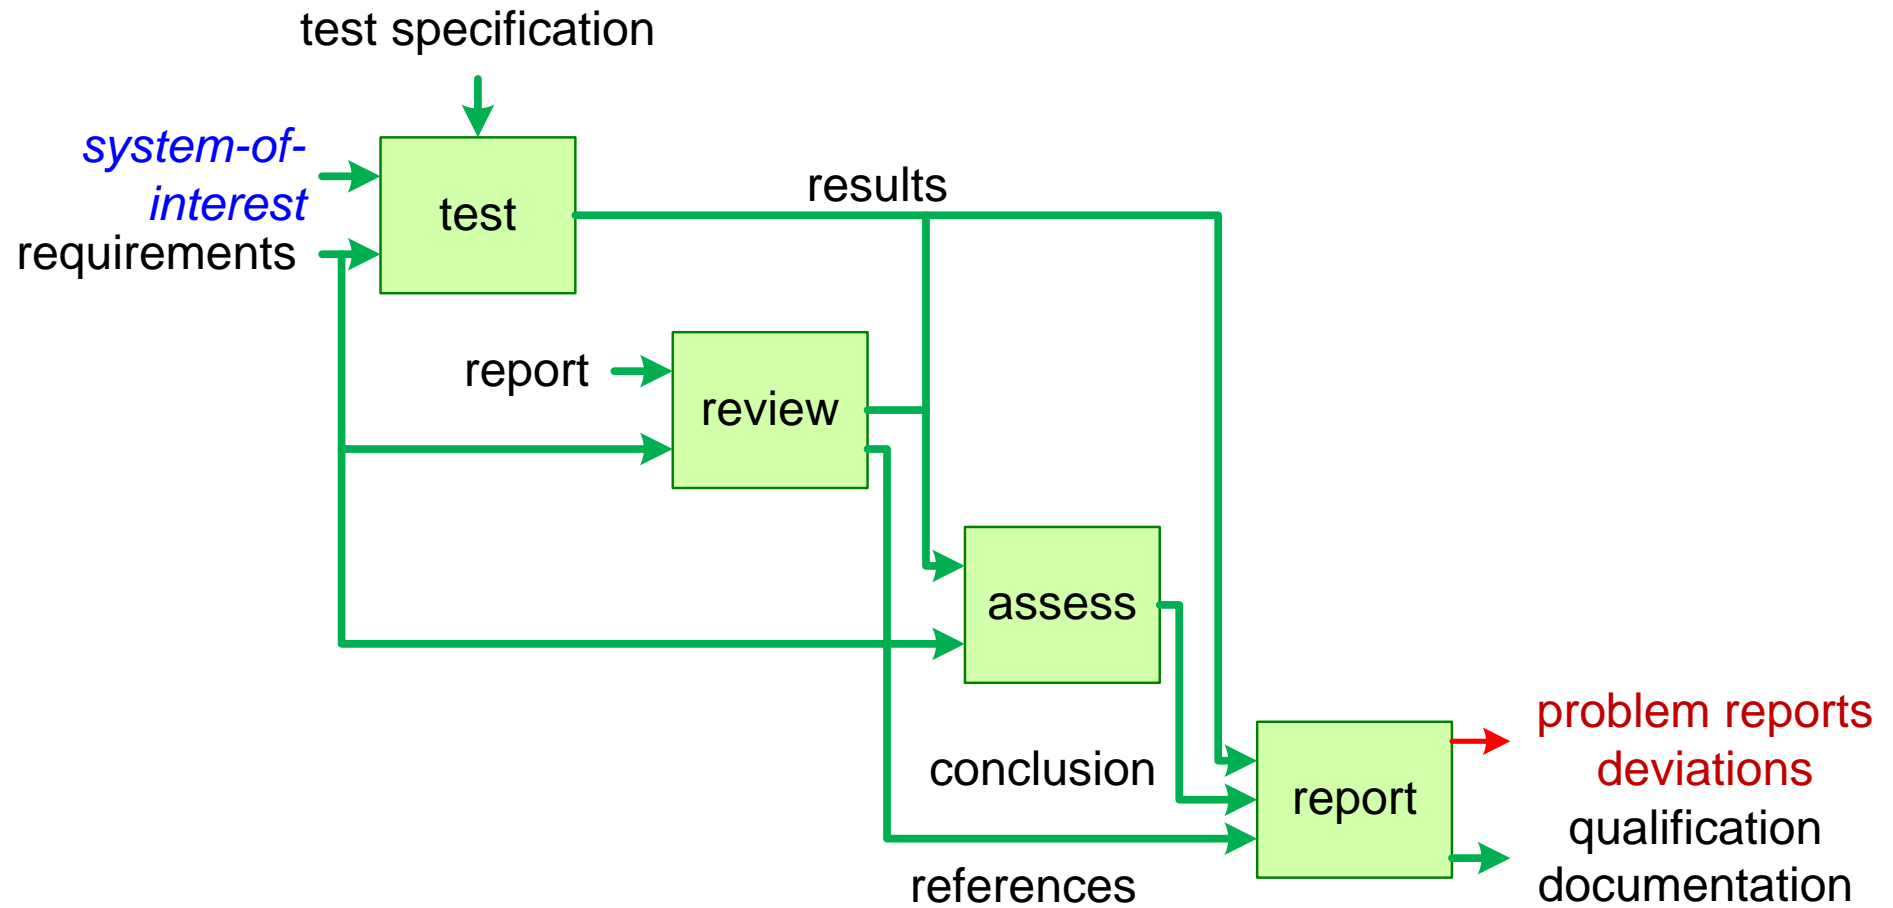 test specification
system-of-
interest
requirements
test
results
report
review
assess
conclusion
references
report
problem reports
deviations
qualification
documentation